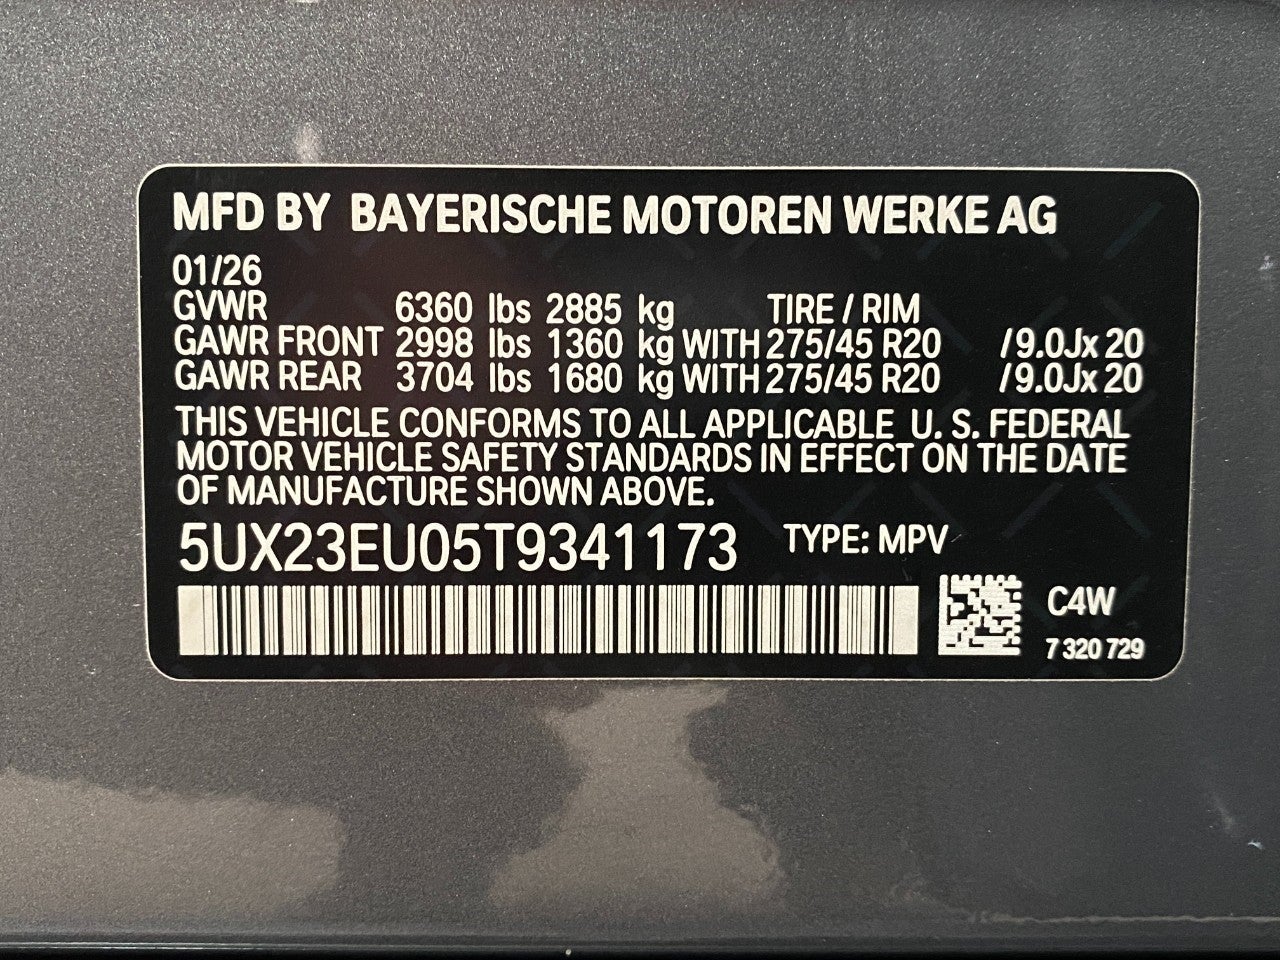 MFD BY BAYERISCHE MOTOREN WERKE AG
01/26
GVWR 6360 lbs 2885 kg TIRE / RIM
GAWR FRONT 2998 lbs 1360 kg WITH 275/45 R20 /9.0Jx 20
GAWR REAR 3704 lbs 1680 kg WITH 275/45 R20 /9.0Jx 20
THIS VEHICLE CONFORMS TO ALL APPLICABLE U. S. FEDERAL
MOTOR VEHICLE SAFETY STANDARDS IN EFFECT ON THE DATE
OF MANUFACTURE SHOWN ABOVE.
5UX23EU05T9341173 TYPE: MPV
C4W
7 320 729